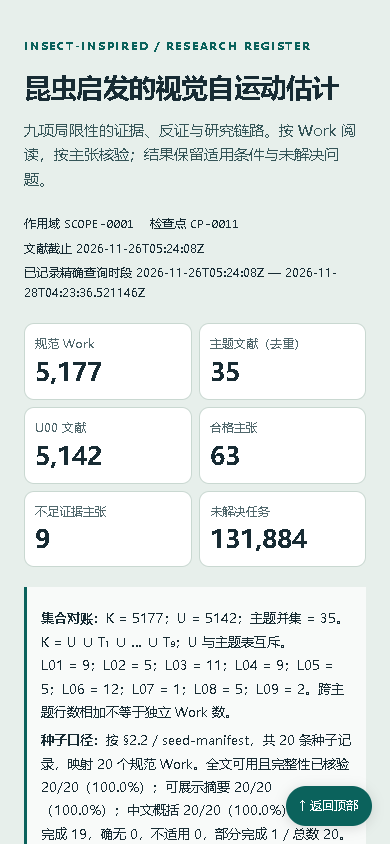 INSECT-INSPIRED / RESEARCH REGISTER
昆虫启发的视觉自运动估计
九项局限性的证据、反证与研究链路。按 Work 阅
读，按主张核验；结果保留适用条件与未解决问
题。
作用域 SCOPE-0001 检查点 CP-0011
文献截止 2026-11-26T05:24:08Z
已记录精确查询时段 2026-11-26T05:24:08Z — 2026-11-
28T04:23:36.521146Z
规范 Work
5,177
主题文献（去重）
35
U00 文献
5,142
合格主张
63
不足证据主张
9
未解决任务
131,884
集合对账：K = 5177；U = 5142；主题并集 = 35。
K = U ∪ T₁ ∪ … ∪ T₉；U 与主题表互斥。
L01 = 9；L02 = 5；L03 = 11；L04 = 9；L05 =
5；L06 = 12；L07 = 1；L08 = 5；L09 = 2。跨主
题行数相加不等于独立 Work 数。
种子口径：按 §2.2 / seed-manifest，共 20 条种子记
录，映射 20 个规范 Work。全文可用且完整性已核验
20/20（100.0%）；可展示摘要 20/20
（100.0%）；中文概括 20/20（100.0%）
完成 19，确无 0，不适用 0，部分完成 1 / 总数 20。
↑ 返回顶部